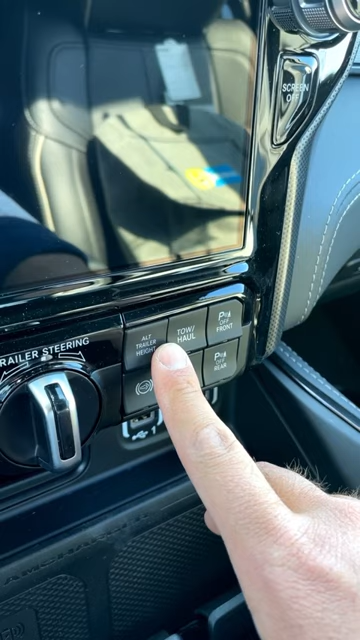 SCREEN
OFF
ALT
TRAILER
HEIGHT
TOW/
HAUL
OFF
FRONT
TRAILER STEERING
OFF
REAR